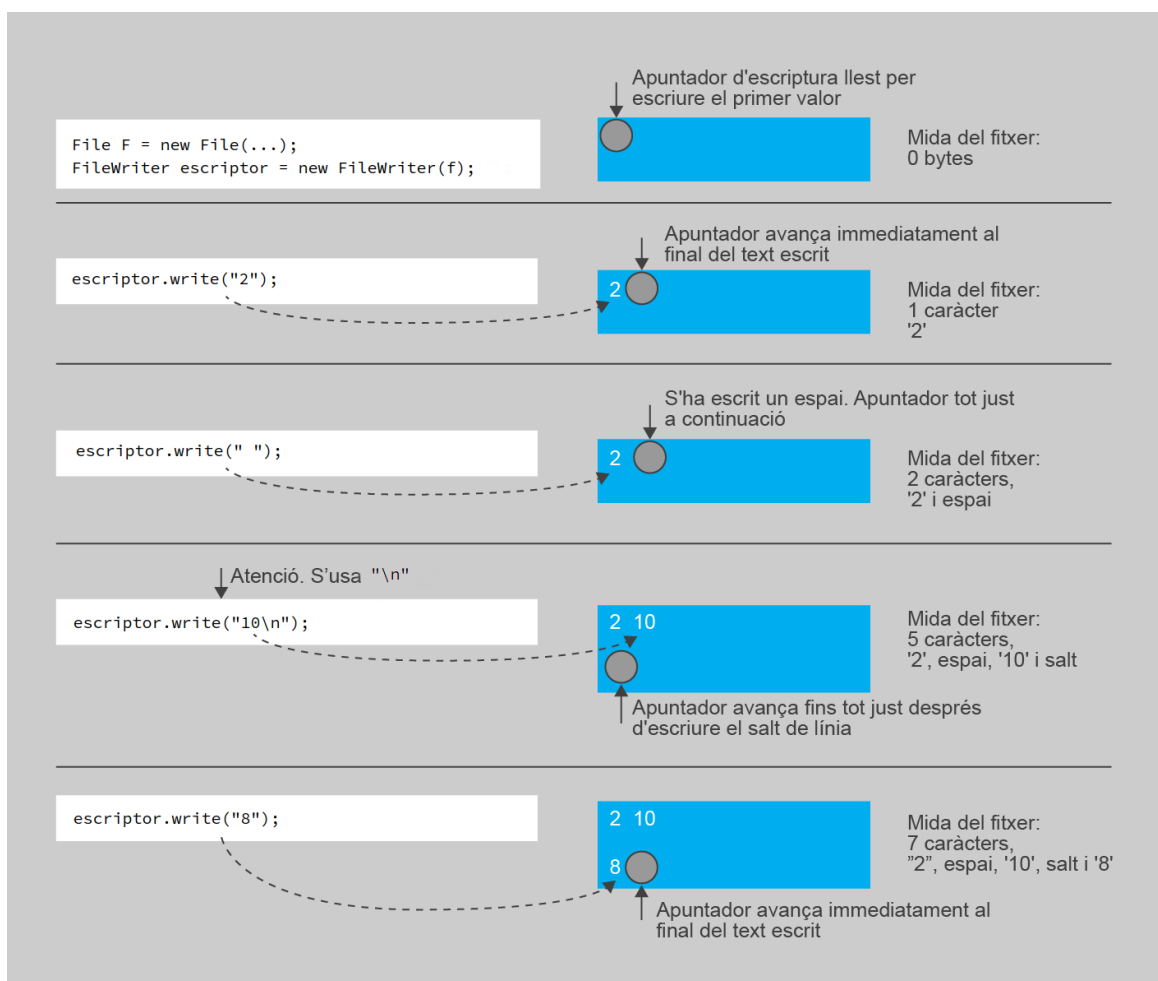 Apuntador d'escriptura llest per
escriure el primer valor
File F = new File(...);
FileWriter escriptor = new FileWriter(f);
Mida del fitxer:
0 bytes
Apuntador avança immediatament al
final del text escrit
escriptor.write("2");
2
Mida del fitxer:
1 caràcter
'2'
S'ha escrit un espai. Apuntador tot just
a continuació
escriptor.write(" ");
2
Mida del fitxer:
2 caràcters,
'2' i espai
Atenció. S’usa "\n"
escriptor.write("10\n");
2 10
Mida del fitxer:
5 caràcters,
'2', espai, '10' i salt
Apuntador avança fins tot just després
d'escriure el salt de línia
escriptor.write("8");
2 10
8
Mida del fitxer:
7 caràcters,
”2”, espai, '10', salt i '8'
Apuntador avança immediatament al
final del text escrit